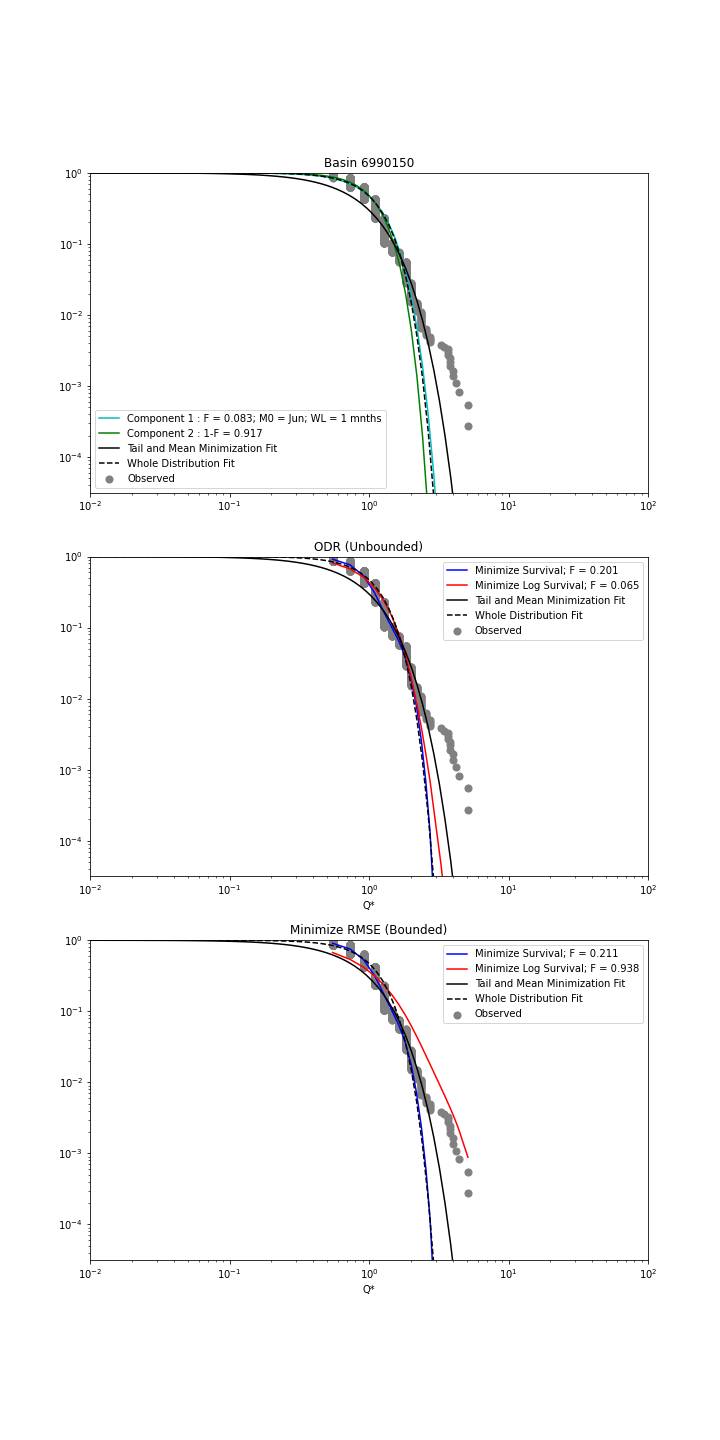 Basin 6990150
10⁰
10⁻¹
10⁻²
10⁻³
10⁻⁴
Component 1 : F = 0.083; M0 = Jun; WL = 1 mnths
Component 2 : 1-F = 0.917
Tail and Mean Minimization Fit
Whole Distribution Fit
Observed
10⁻² 10⁻¹ 10⁰ 10¹ 10²
ODR (Unbounded)
10⁰
10⁻¹
10⁻²
10⁻³
10⁻⁴
Minimize Survival; F = 0.201
Minimize Log Survival; F = 0.065
Tail and Mean Minimization Fit
Whole Distribution Fit
Observed
10⁻² 10⁻¹ 10⁰ 10¹ 10²
Q*
Minimize RMSE (Bounded)
10⁰
10⁻¹
10⁻²
10⁻³
10⁻⁴
Minimize Survival; F = 0.211
Minimize Log Survival; F = 0.938
Tail and Mean Minimization Fit
Whole Distribution Fit
Observed
10⁻² 10⁻¹ 10⁰ 10¹ 10²
Q*